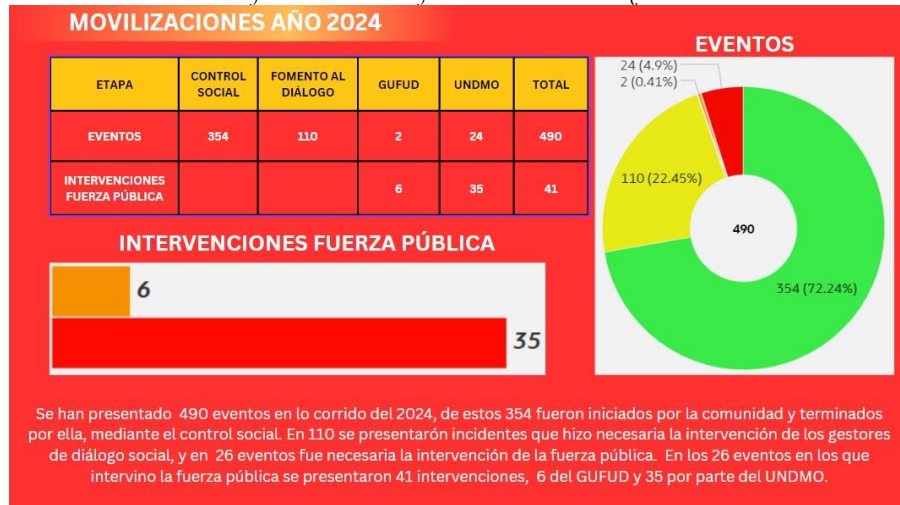 MOVILIZACIONES AÑO 2024
ETAPA CONTROL SOCIAL FOMENTO AL DIÁLOGO GUFUD UNDMO TOTAL
EVENTOS 354 110 2 24 490
INTERVENCIONES FUERZA PÚBLICA 6 35 41
EVENTOS
24 (4.9%)
2 (0.41%)
110 (22.45%)
490
354 (72.24%)
INTERVENCIONES FUERZA PÚBLICA
6
35
Se han presentado 490 eventos en lo corrido del 2024, de estos 354 fueron iniciados por la comunidad y terminados
por ella, mediante el control social. En 110 se presentarón incidentes que hizo necesaria la intervención de los gestores
de diálogo social, y en 26 eventos fue necesaria la intervención de la fuerza pública. En los 26 eventos en los que
intervino la fuerza pública se presentaron 41 intervenciones, 6 del GUFUD y 35 por parte del UNDMO.